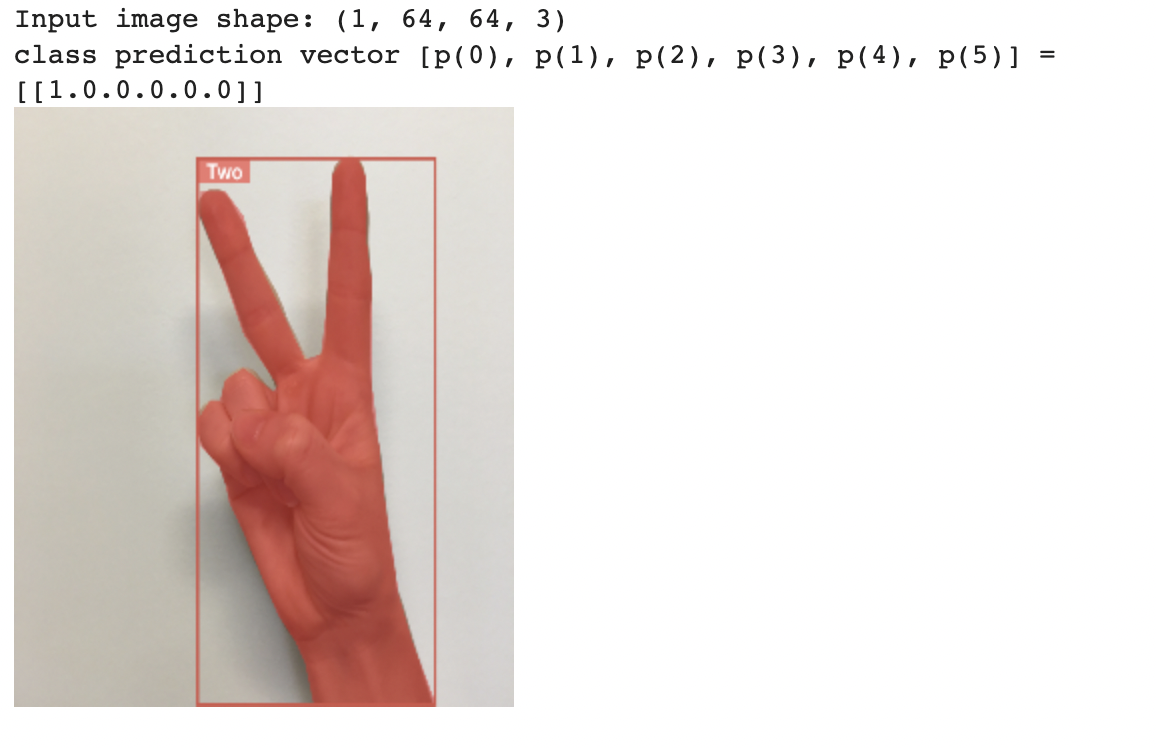 Input image shape: (1, 64, 64, 3)
class prediction vector [p(0), p(1), p(2), p(3), p(4), p(5)] =
[[1.0.0.0.0.0]]
Two